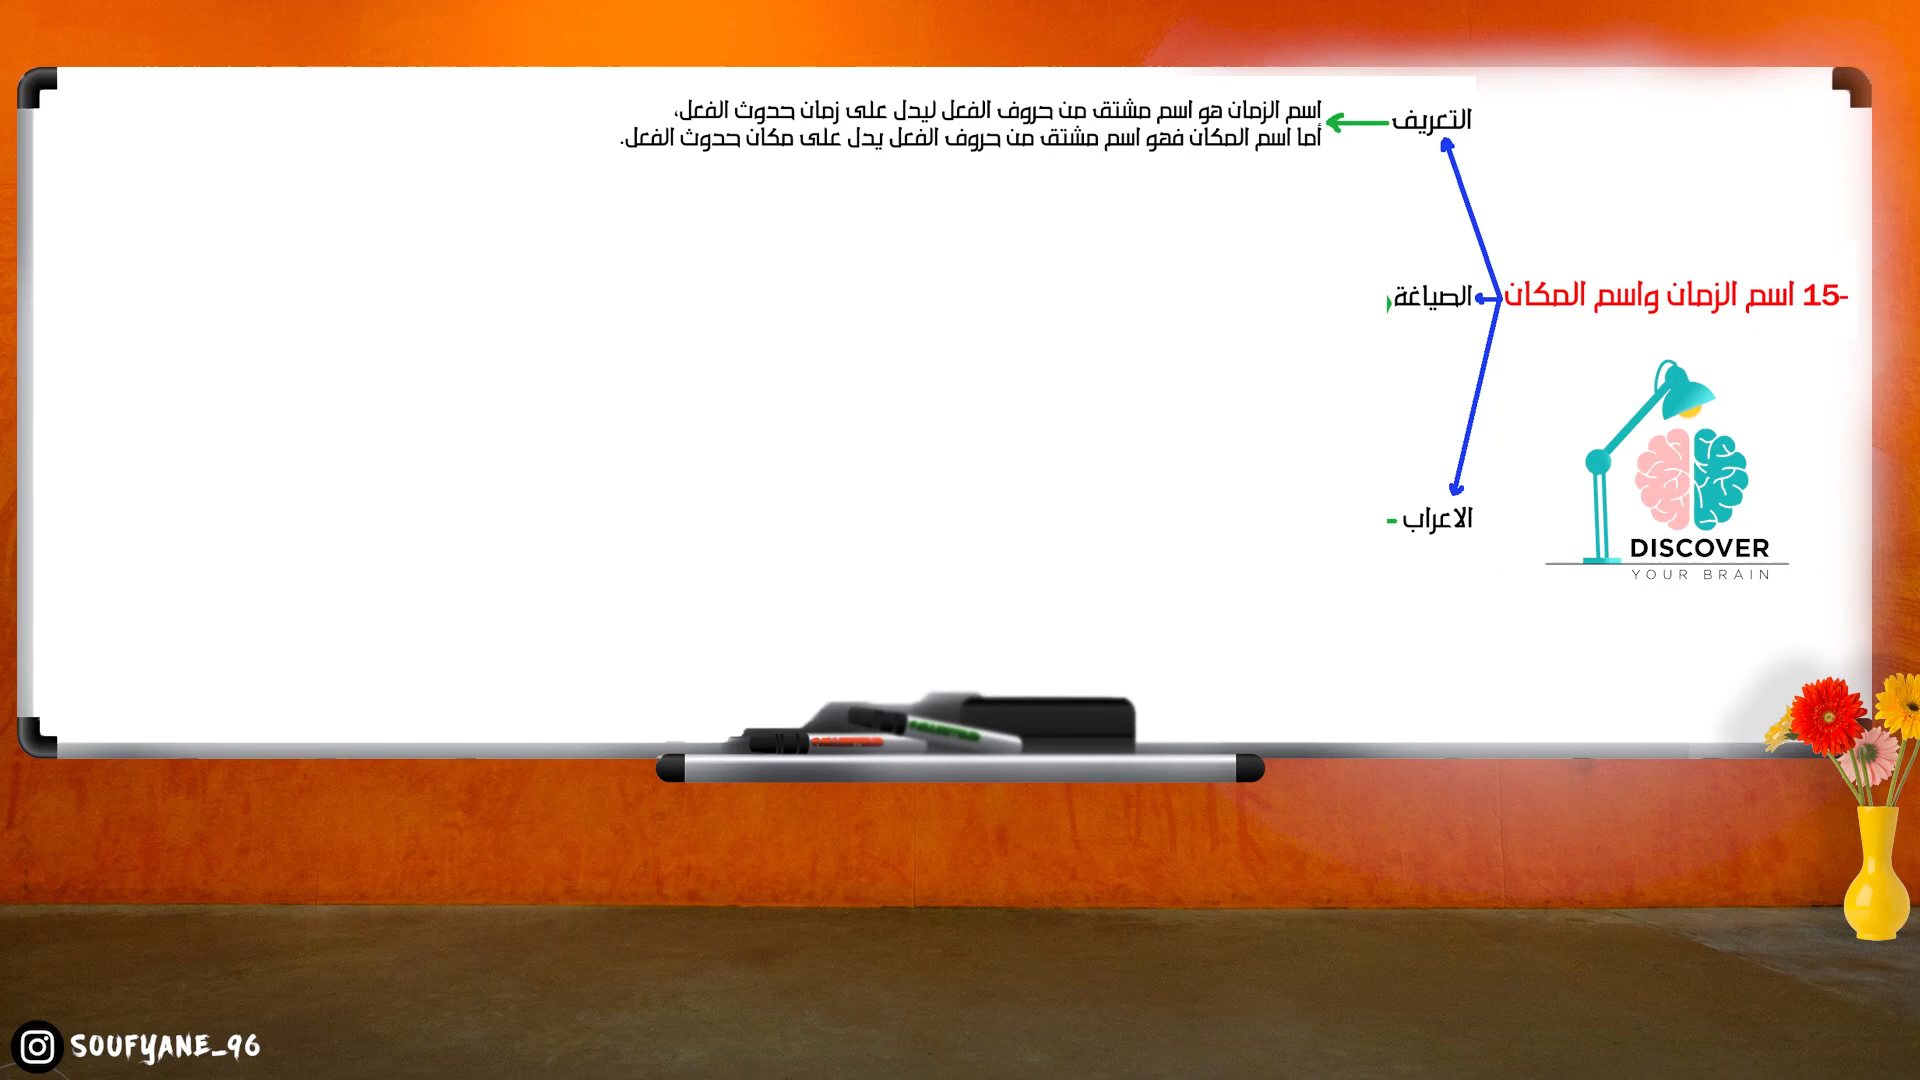 التعريف
اسم الزمان هو اسم مشتق من حروف الفعل ليدل على زمان حدوث الفعل،
أما اسم المكان فهو اسم مشتق من حروف الفعل يدل على مكان حدوث الفعل.
15- اسم الزمان واسم المكان
الصياغة
الاعراب
DISCOVER
YOUR BRAIN
SOUFYANE_96